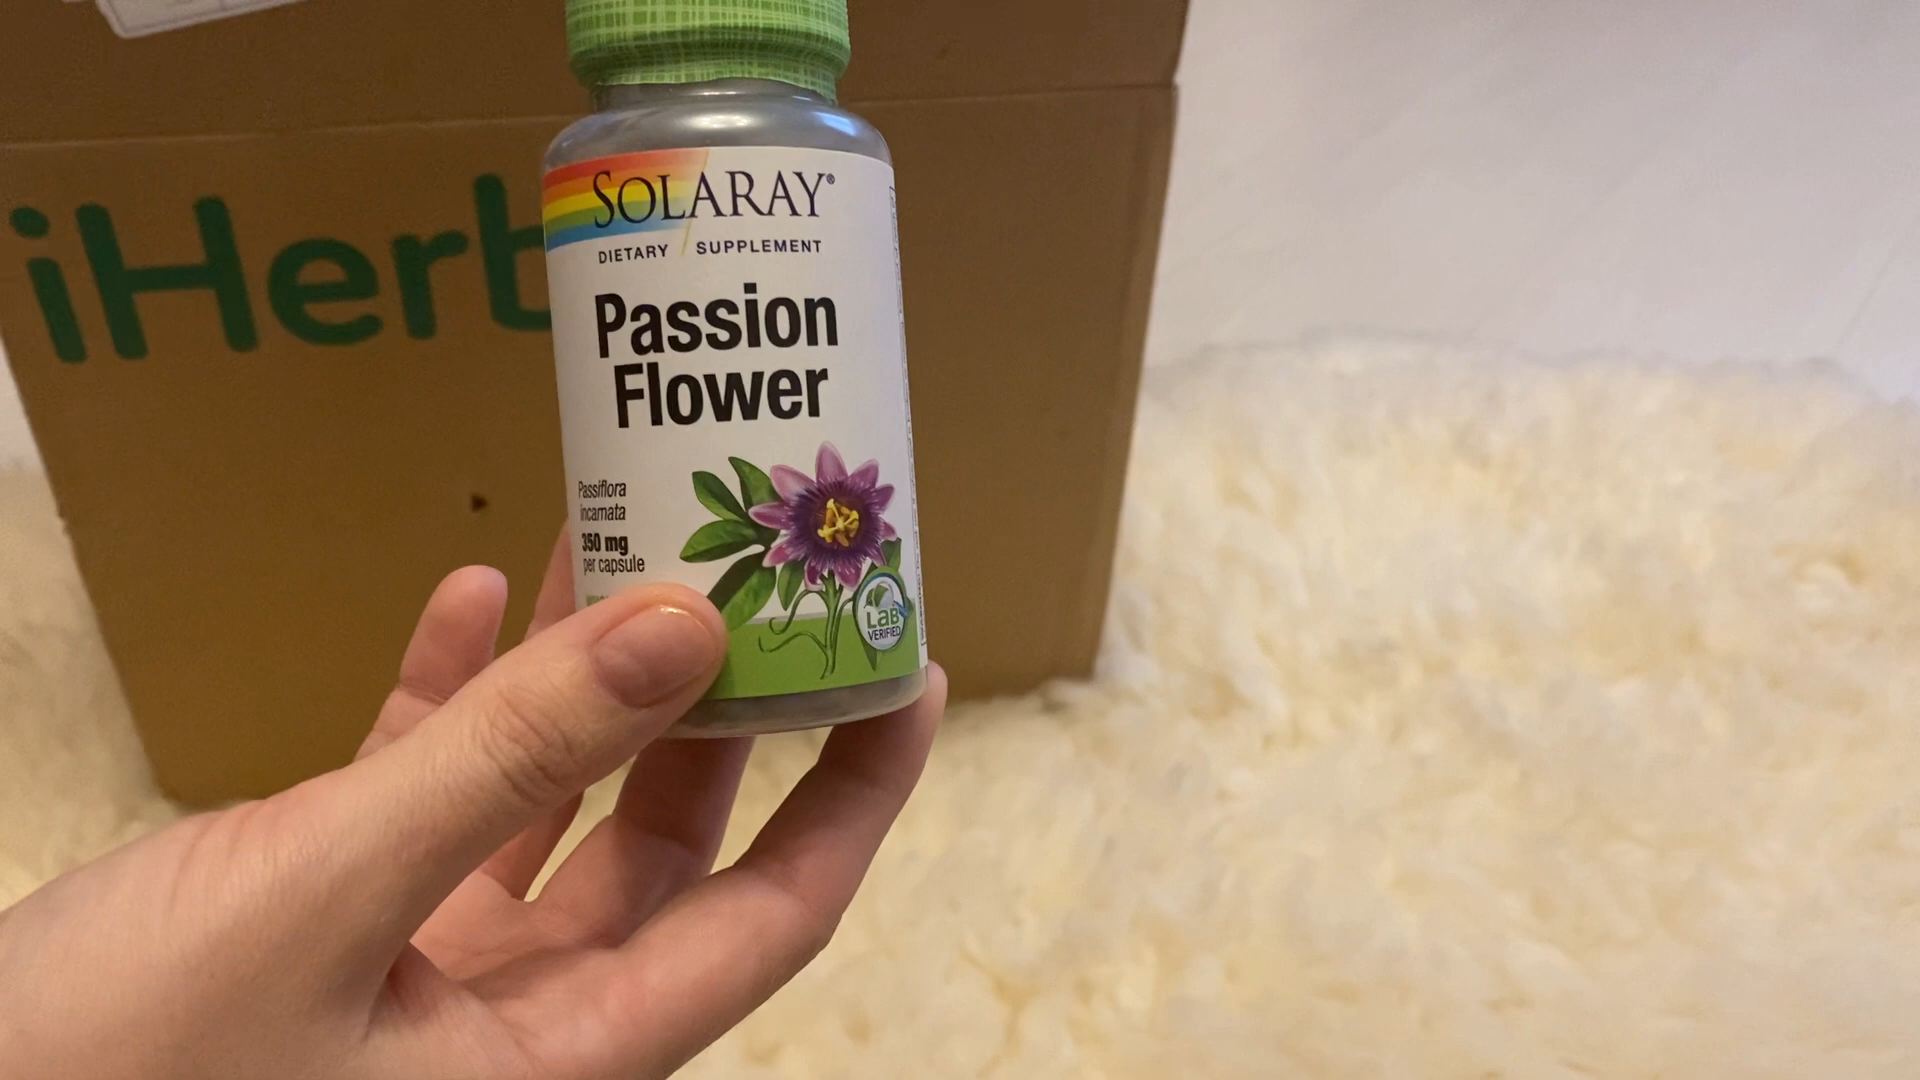 iHerb
SOLARAY®
DIETARY SUPPLEMENT
Passion
Flower
Passiflora
incarnata
350 mg
per capsule
Lab
VERIFIED